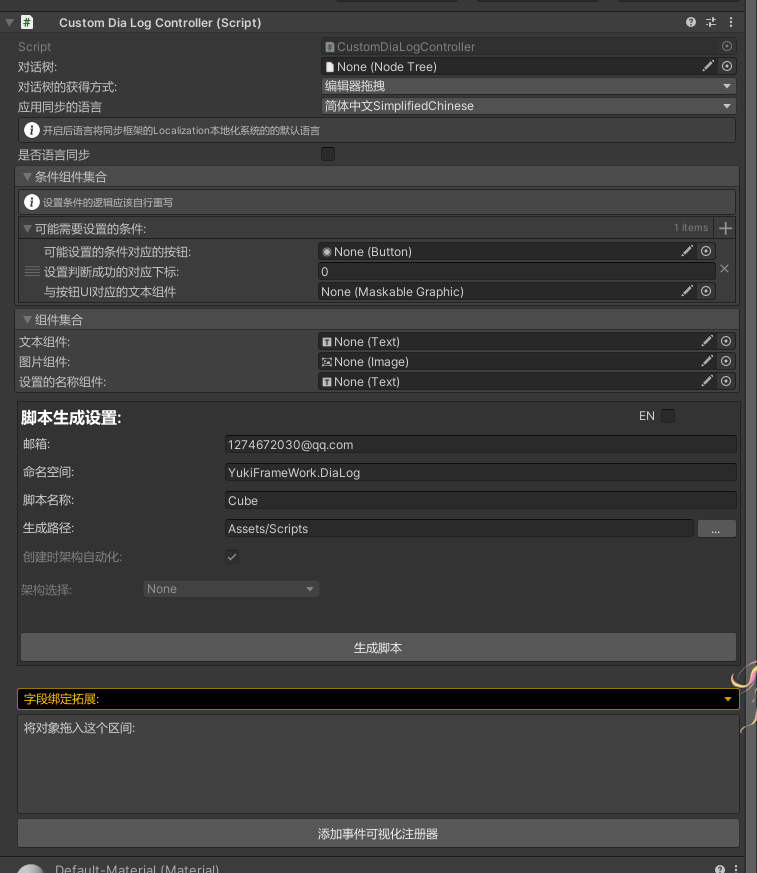 Custom Dia Log Controller (Script)
Script
CustomDiaLogController
对话树:
None (Node Tree)
对话树的获得方式:
编辑器拖拽
应用同步的语言
简体中文SimplifiedChinese
开启后语言将同步框架的Localization本地化系统的的默认语言
是否语言同步
条件组件集合
设置条件的逻辑应该自行重写
可能需要设置的条件:
1 items
可能设置的条件对应的按钮:
None (Button)
设置判断成功的对应下标:
0
与按钮UI对应的文本组件
None (Maskable Graphic)
组件集合
文本组件:
None (Text)
图片组件:
None (Image)
设置的名称组件:
None (Text)
脚本生成设置:
EN
邮箱:
1274672030@qq.com
命名空间:
YukiFrameWork.DiaLog
脚本名称:
Cube
生成路径:
Assets/Scripts
...
创建时架构自动化:
架构选择:
None
生成脚本
字段绑定拓展:
将对象拖入这个区间:
添加事件可视化注册器
Default-Material (Material)